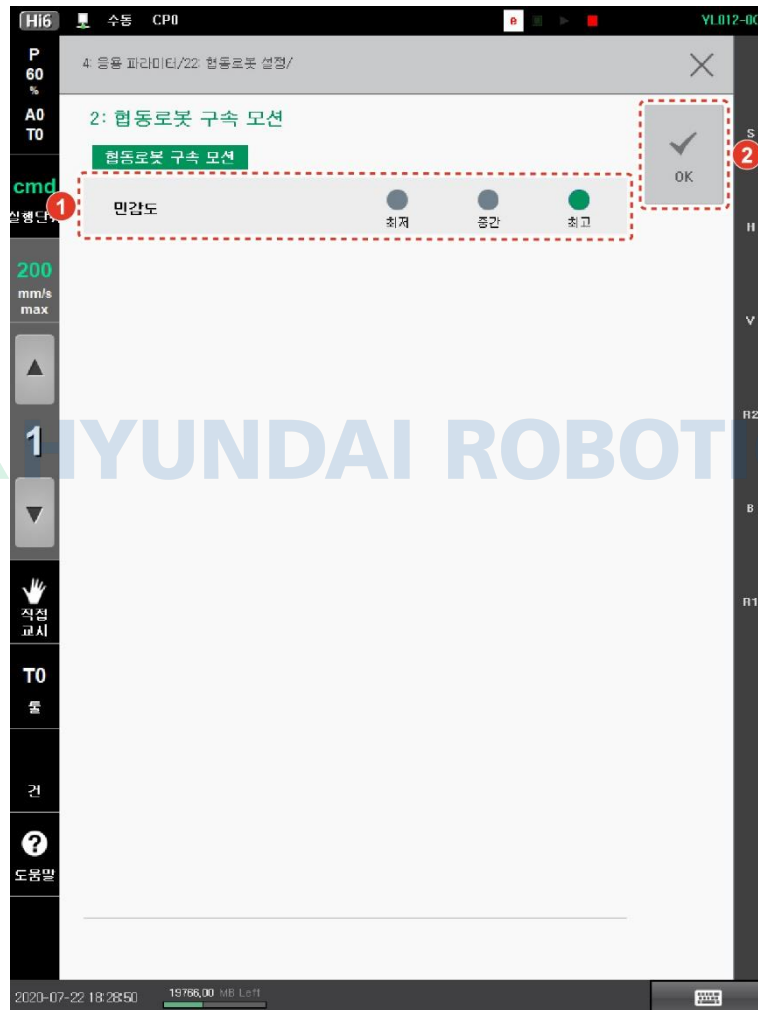 Hi6 수동 CP0 e YL012-0
P
60
%
A0
T0
cmd
200
mm/s
max
1
직접
교시
T0
툴
건
?
도움말
4: 응용 파라미터/22: 협동로봇 설정/
2: 협동로봇 구속 모션
협동로봇 구속 모션
1
민감도
최저 중간 최고
OK
2
S
H
V
R2
B
R1
HYUNDAI ROBOTI
2020-07-22 18:28:50 19766,00 MB Left